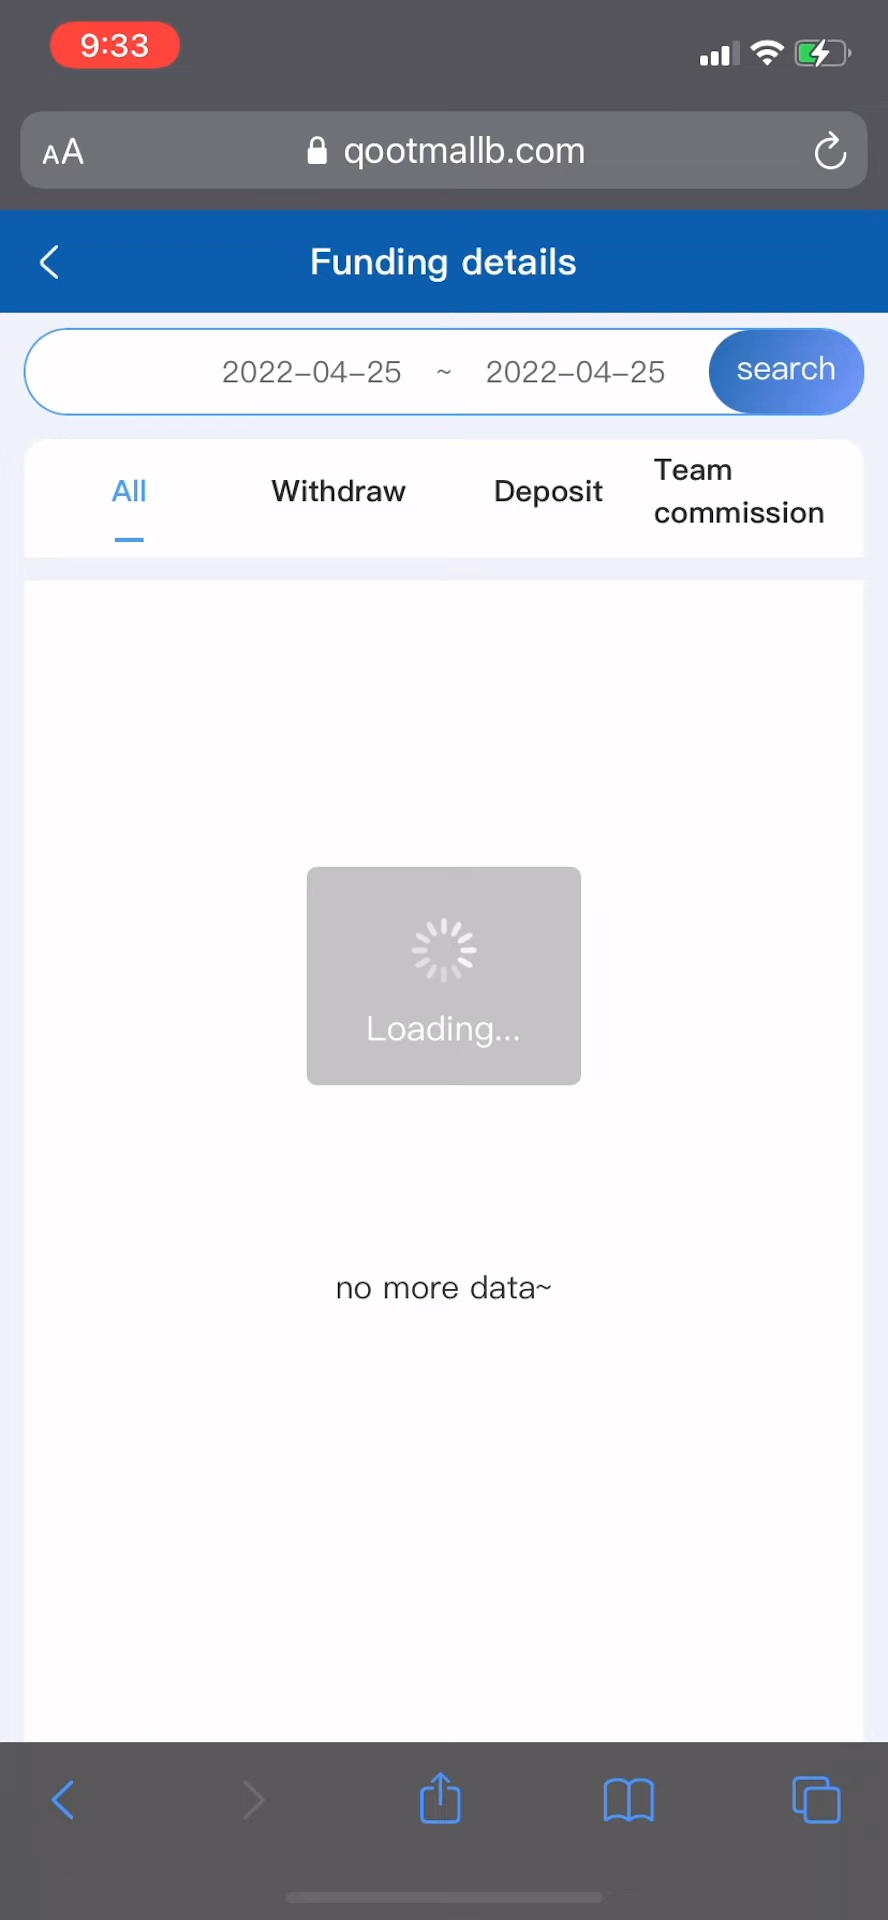 9:33
AA qootmallb.com
Funding details
2022-04-25 ~ 2022-04-25 search
All Withdraw Deposit Team commission
Loading...
no more data~